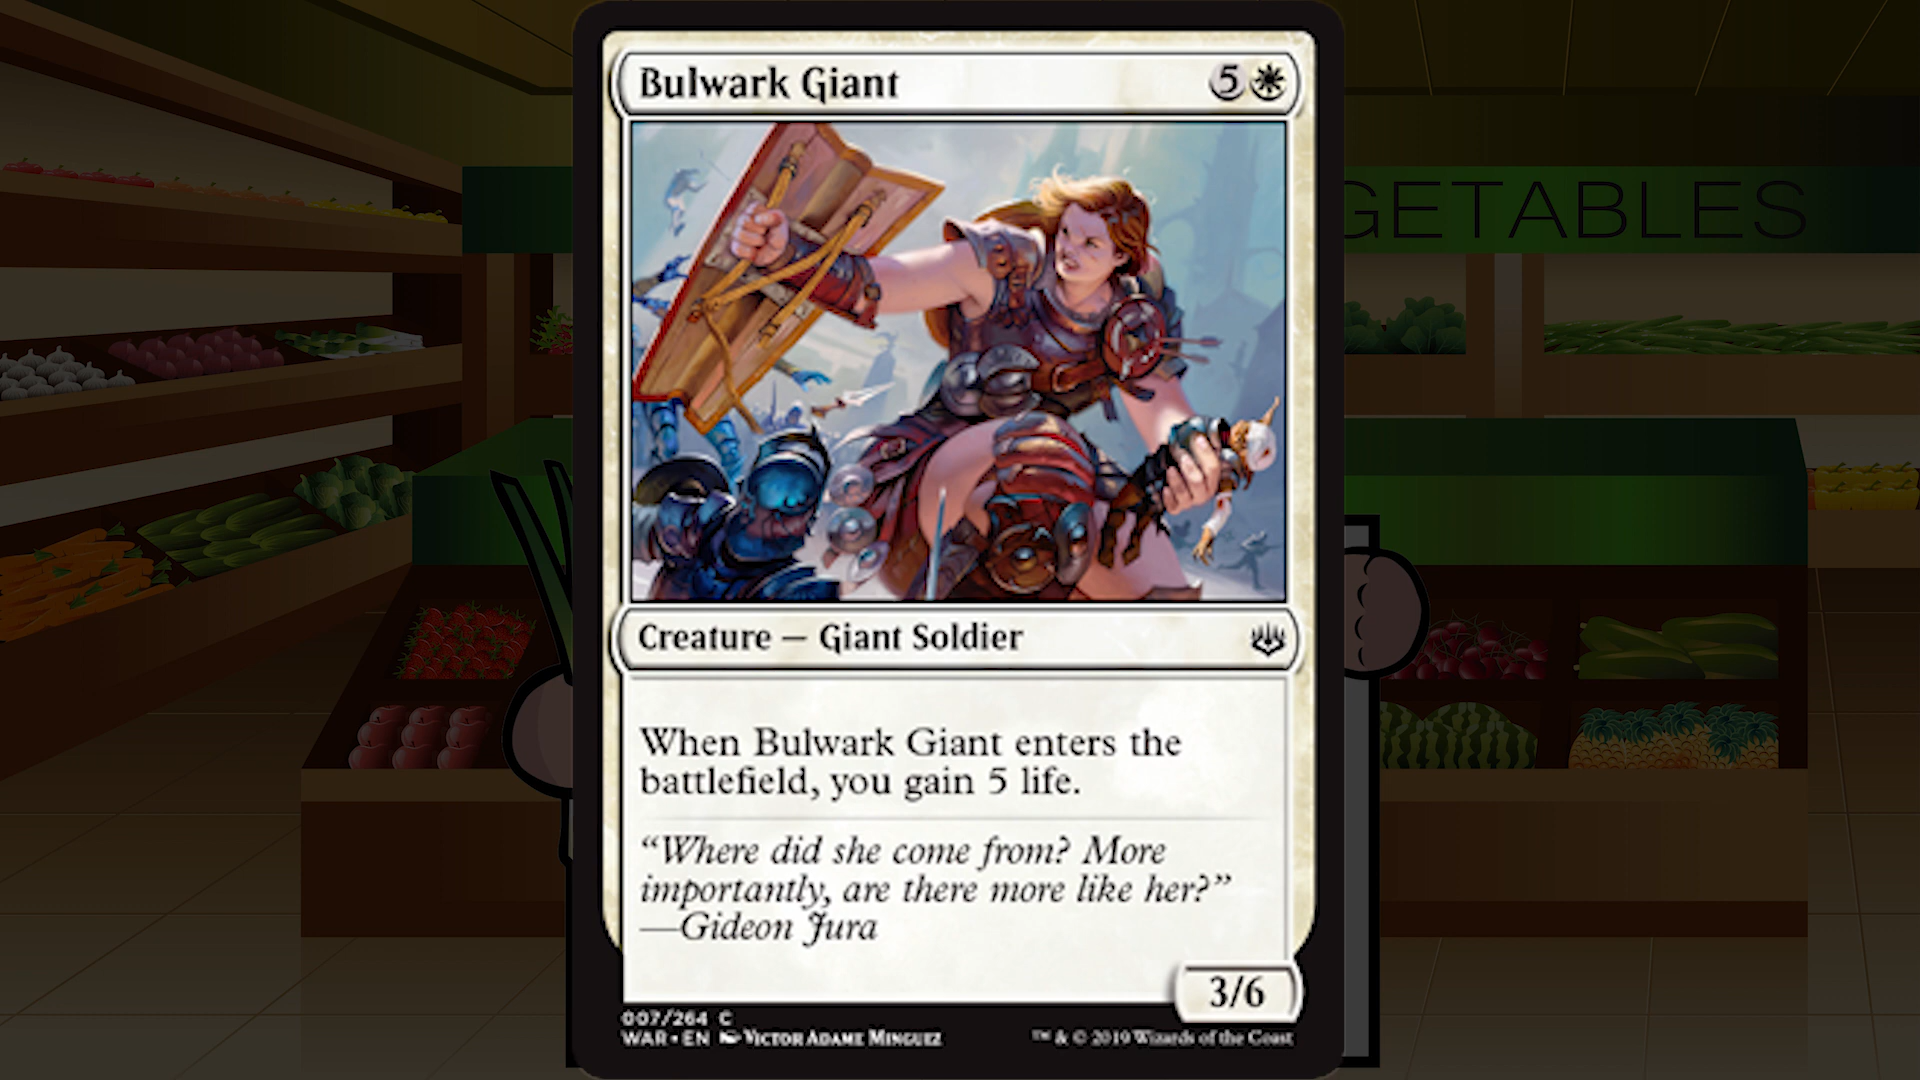 Bulwark Giant 5
GETABLES
Creature — Giant Soldier
When Bulwark Giant enters the
battlefield, you gain 5 life.
“Where did she come from? More
importantly, are there more like her?”
—Gideon Jura
3/6
007/264 C
WAR • EN Victor Adame Minguez
™ & © 2019 Wizards of the Coast